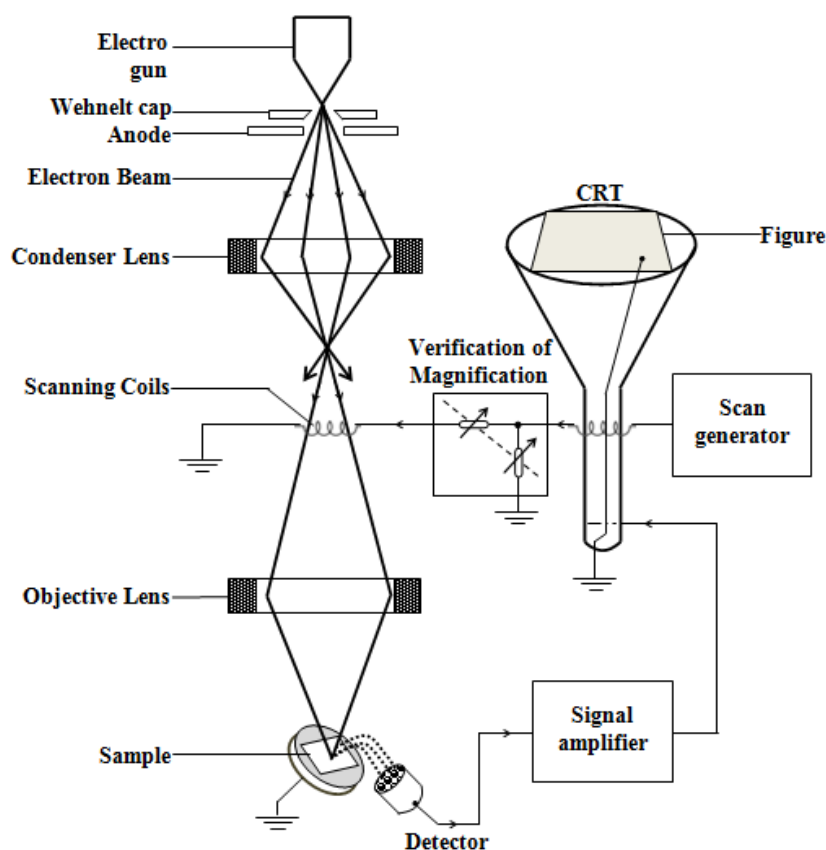 Electro
gun
Wehnelt cap
Anode
Electron Beam
CRT
Figure
Condenser Lens
Verification of
Magnification
Scanning Coils
Scan
generator
Objective Lens
Signal
amplifier
Sample
Detector